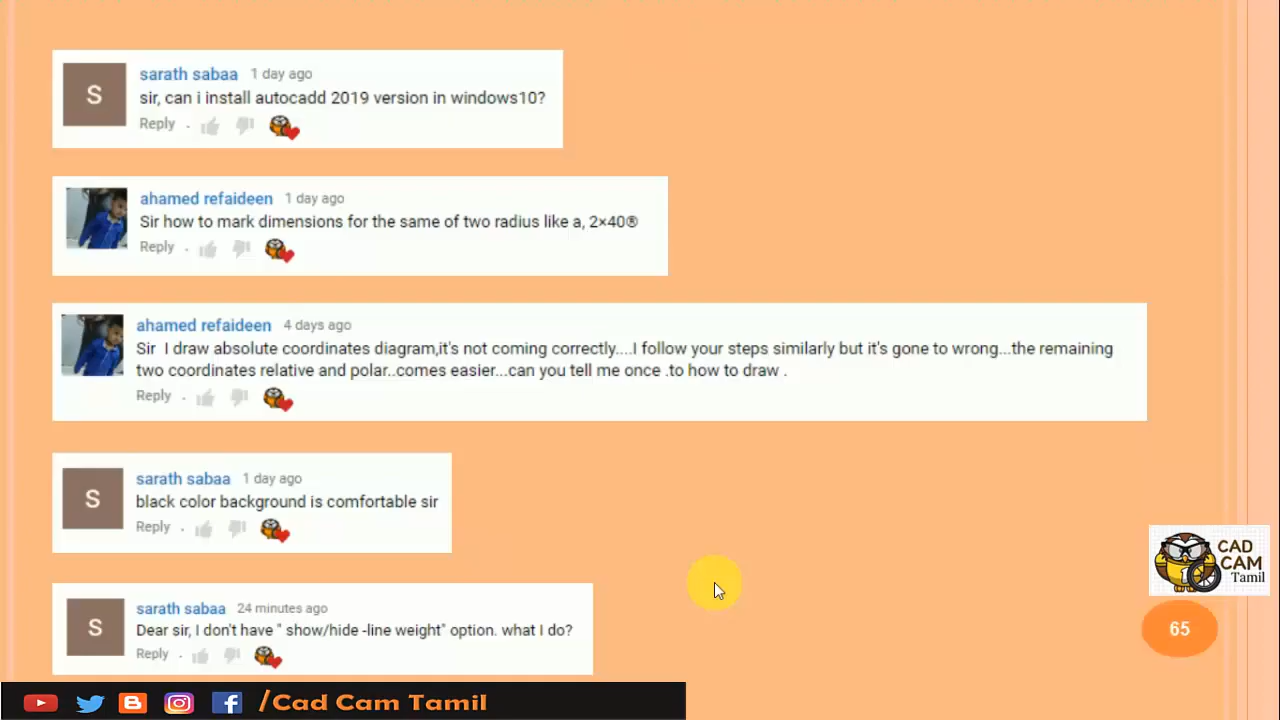 S
sarath sabaa 1 day ago
sir, can i install autocadd 2019 version in windows10?
Reply .
ahamed refaideen 1 day ago
Sir how to mark dimensions for the same of two radius like a, 2×40®
Reply .
ahamed refaideen 4 days ago
Sir I draw absolute coordinates diagram,it's not coming correctly....I follow your steps similarly but it's gone to wrong...the remaining
two coordinates relative and polar..comes easier...can you tell me once .to how to draw .
Reply .
S
sarath sabaa 1 day ago
black color background is comfortable sir
Reply .
CAD
CAM
Tamil
S
sarath sabaa 24 minutes ago
Dear sir, I don't have " show/hide -line weight" option. what I do?
Reply .
65
/Cad Cam Tamil